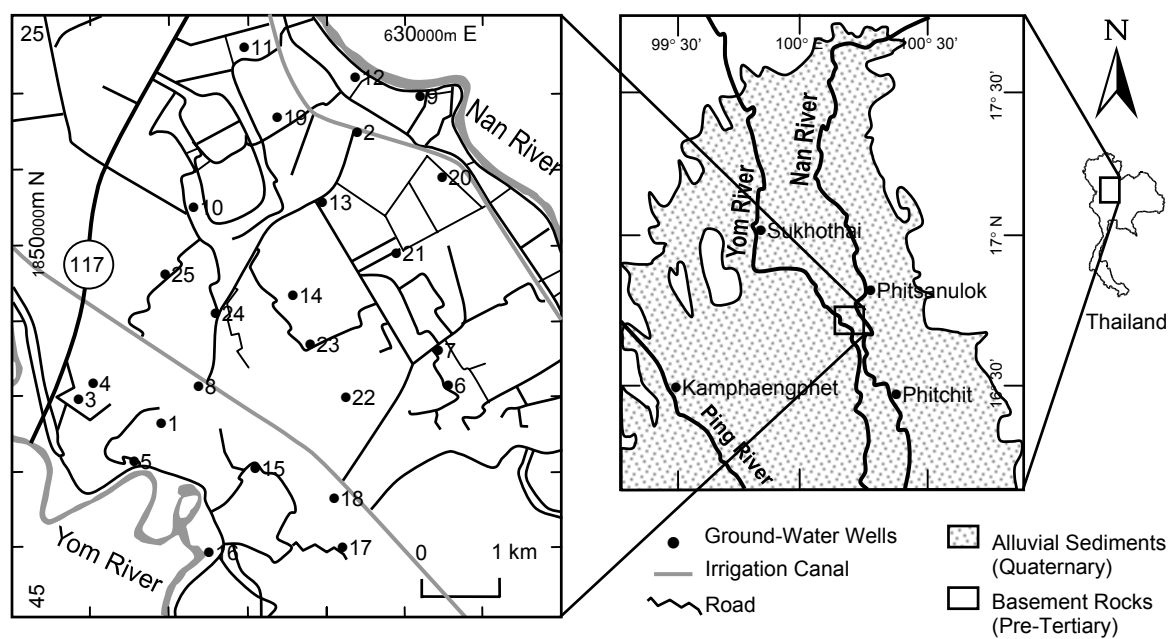 25
630000m E
11
12
9
Nan River
19
2
20
10
13
1850000m N
117
21
25
14
24
23
7
4
8
6
3
22
1
5
15
18
16
17
Yom River
0 1 km
45
99° 30'
100° E
100° 30'
17° 30'
Nan River
Yom River
Sukhothai
17° N
Phitsanulok
Kamphaengphet
Phitchit
16° 30'
Ping River
N
Thailand
Ground-Water Wells
Irrigation Canal
Road
Alluvial Sediments
(Quaternary)
Basement Rocks
(Pre-Tertiary)